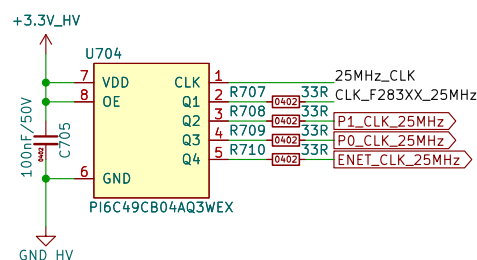 +3.3V_HV
U704
7 VDD CLK 1 25MHz_CLK
8 OE Q1 2 R707 0402 33R CLK_F283XX_25MHz
Q2 3 R708 0402 33R P1_CLK_25MHz
Q3 4 R709 0402 33R P0_CLK_25MHz
Q4 5 R710 0402 33R ENET_CLK_25MHz
100nF/50V 0402 C705
6 GND
PI6C49CB04AQ3WEX
GND_HV